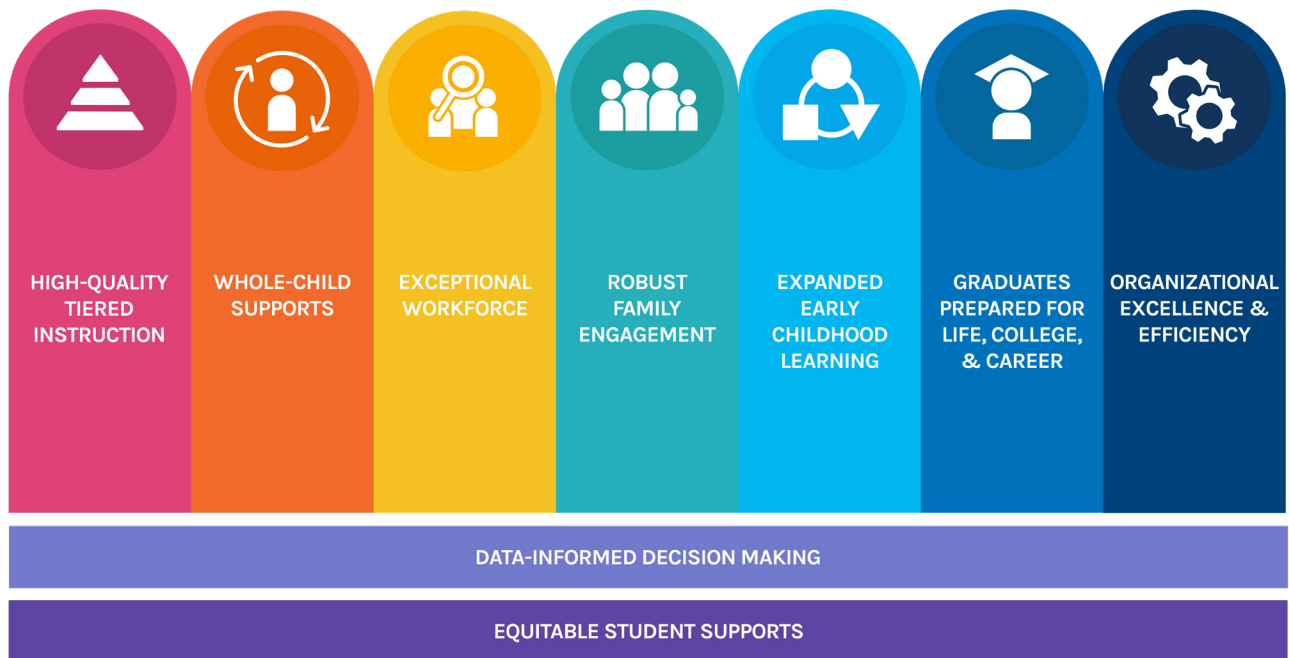 HIGH-QUALITY
TIERED
INSTRUCTION
WHOLE-CHILD
SUPPORTS
EXCEPTIONAL
WORKFORCE
ROBUST
FAMILY
ENGAGEMENT
EXPANDED
EARLY
CHILDHOOD
LEARNING
GRADUATES
PREPARED FOR
LIFE, COLLEGE,
& CAREER
ORGANIZATIONAL
EXCELLENCE &
EFFICIENCY
DATA-INFORMED DECISION MAKING
EQUITABLE STUDENT SUPPORTS